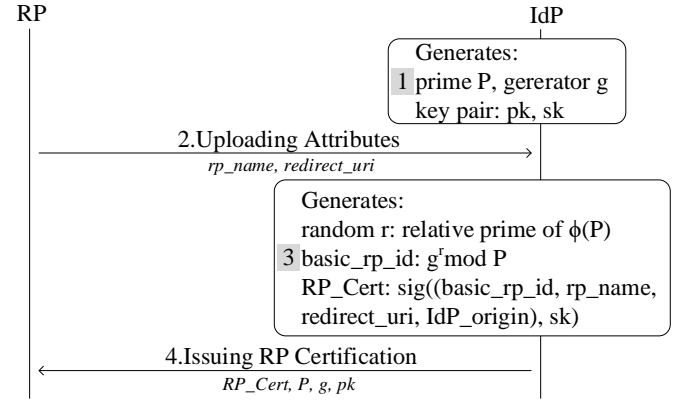 RP IdP
Generates:
1 prime P, gererator g
key pair: pk, sk
2.Uploading Attributes
rp_name, redirect_uri
Generates:
random r: relative prime of ϕ(P)
3 basic_rp_id: gʳmod P
RP_Cert: sig((basic_rp_id, rp_name,
redirect_uri, IdP_origin), sk)
4.Issuing RP Certification
RP_Cert, P, g, pk